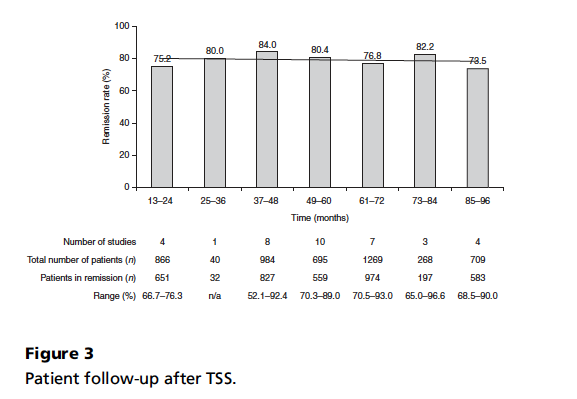 100
80
60
40
20
0
Remission rate (%)
75.2 80.0 84.0 80.4 76.8 82.2 73.5
13–24 25–36 37–48 49–60 61–72 73–84 85–96
Time (months)
Number of studies 4 1 8 10 7 3 4
Total number of patients (n) 866 40 984 695 1269 268 709
Patients in remission (n) 651 32 827 559 974 197 583
Range (%) 66.7–76.3 n/a 52.1–92.4 70.3–89.0 70.5–93.0 65.0–96.6 68.5–90.0
Figure 3
Patient follow-up after TSS.